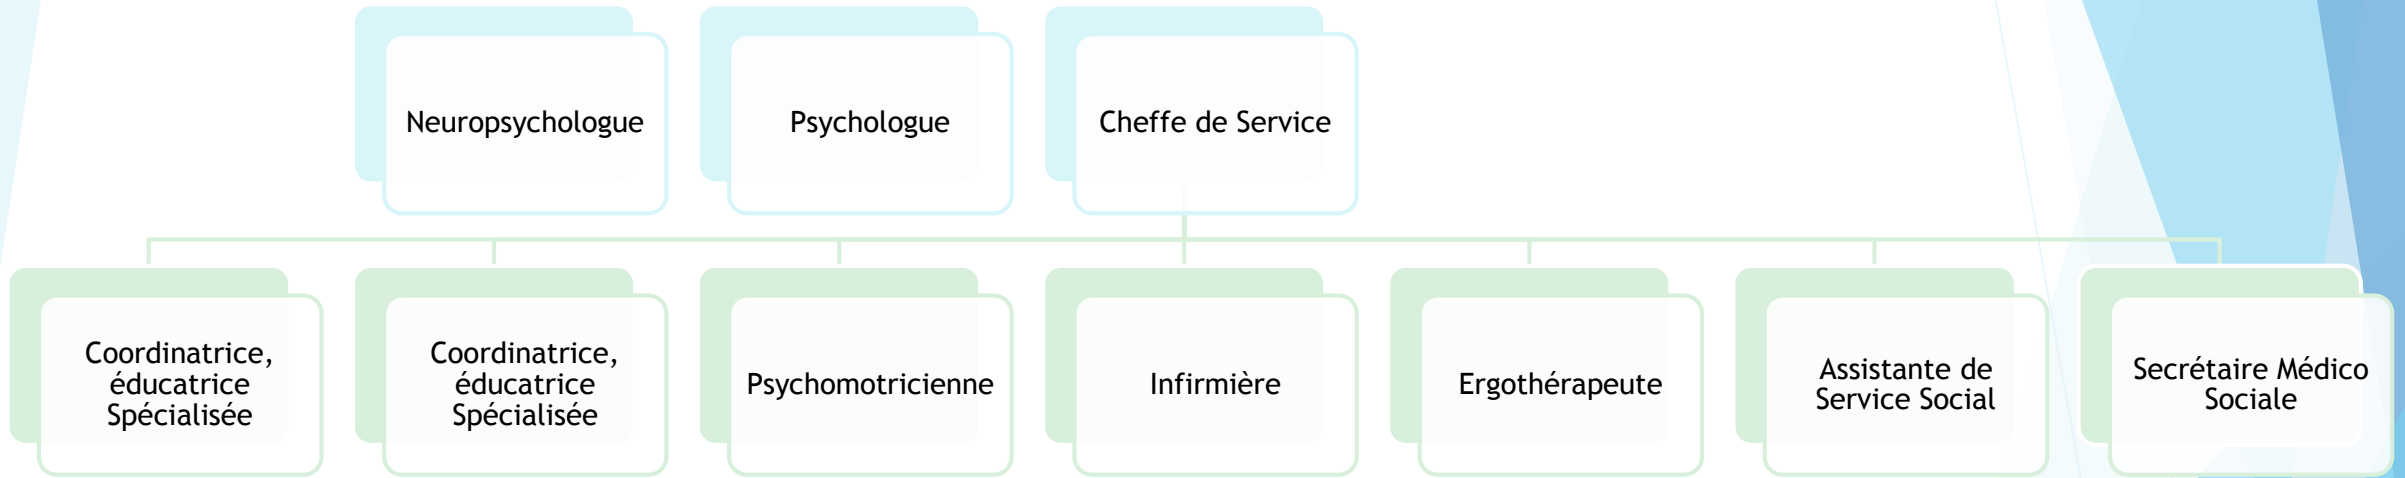 Neuropsychologue
Psychologue
Cheffe de Service
Coordinatrice,
éducatrice
Spécialisée
Coordinatrice,
éducatrice
Spécialisée
Psychomotricienne
Infirmière
Ergothérapeute
Assistante de
Service Social
Secrétaire Médico
Sociale